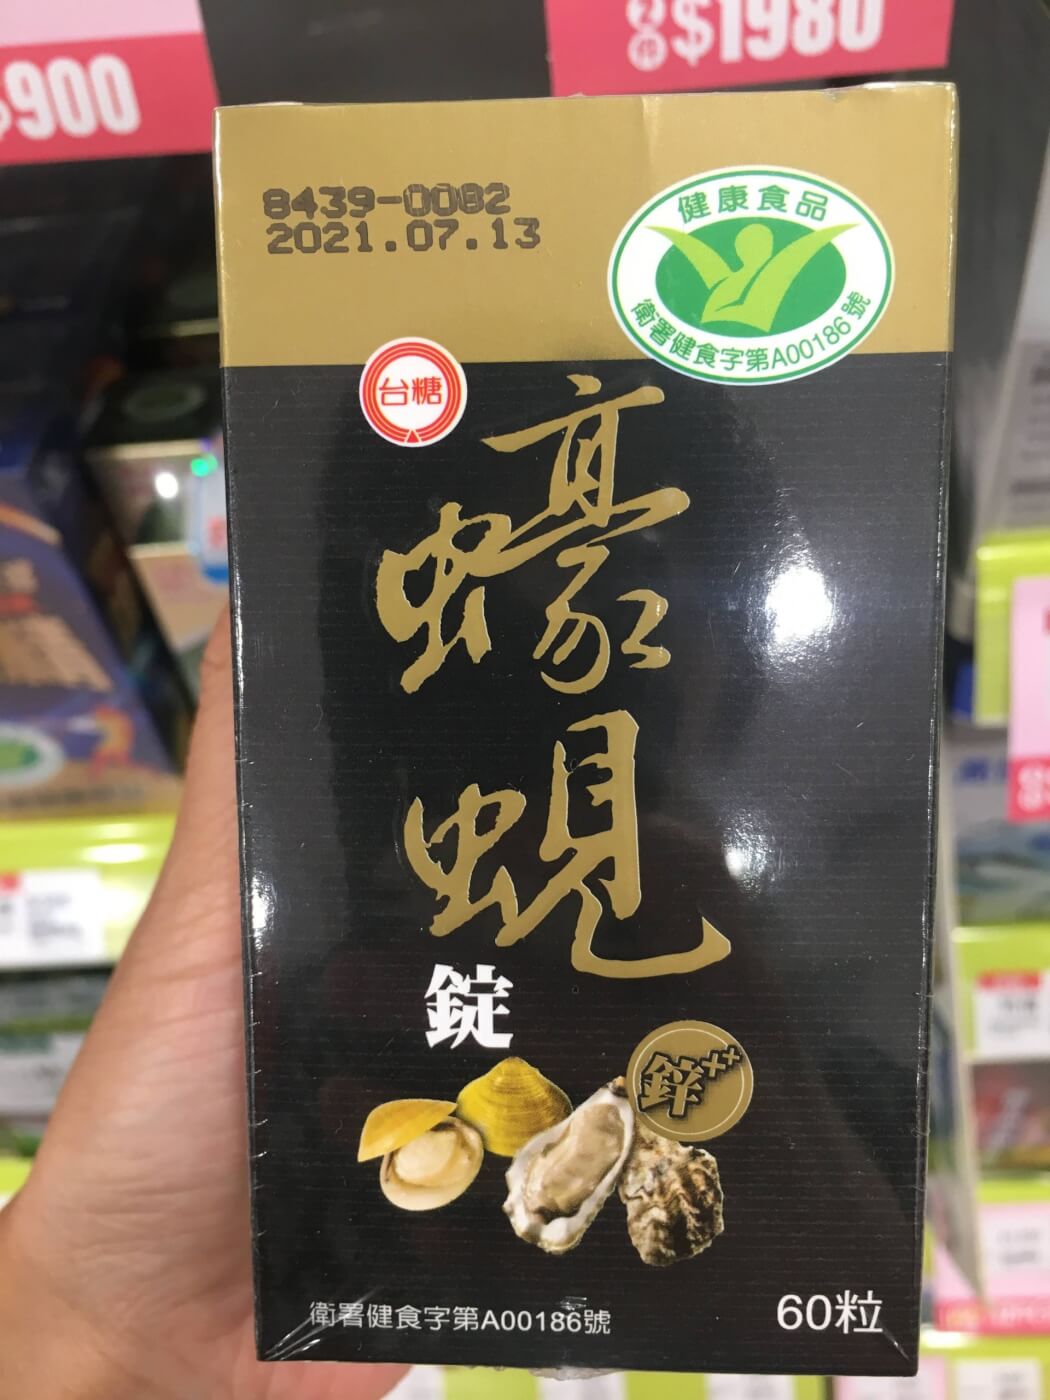 $900
$1980
8439-0082
2021.07.13
健康食品
衛署健食字第A00186號
台糖
蠔
蜆
錠
鋅++
衛署健食字第A00186號
60粒